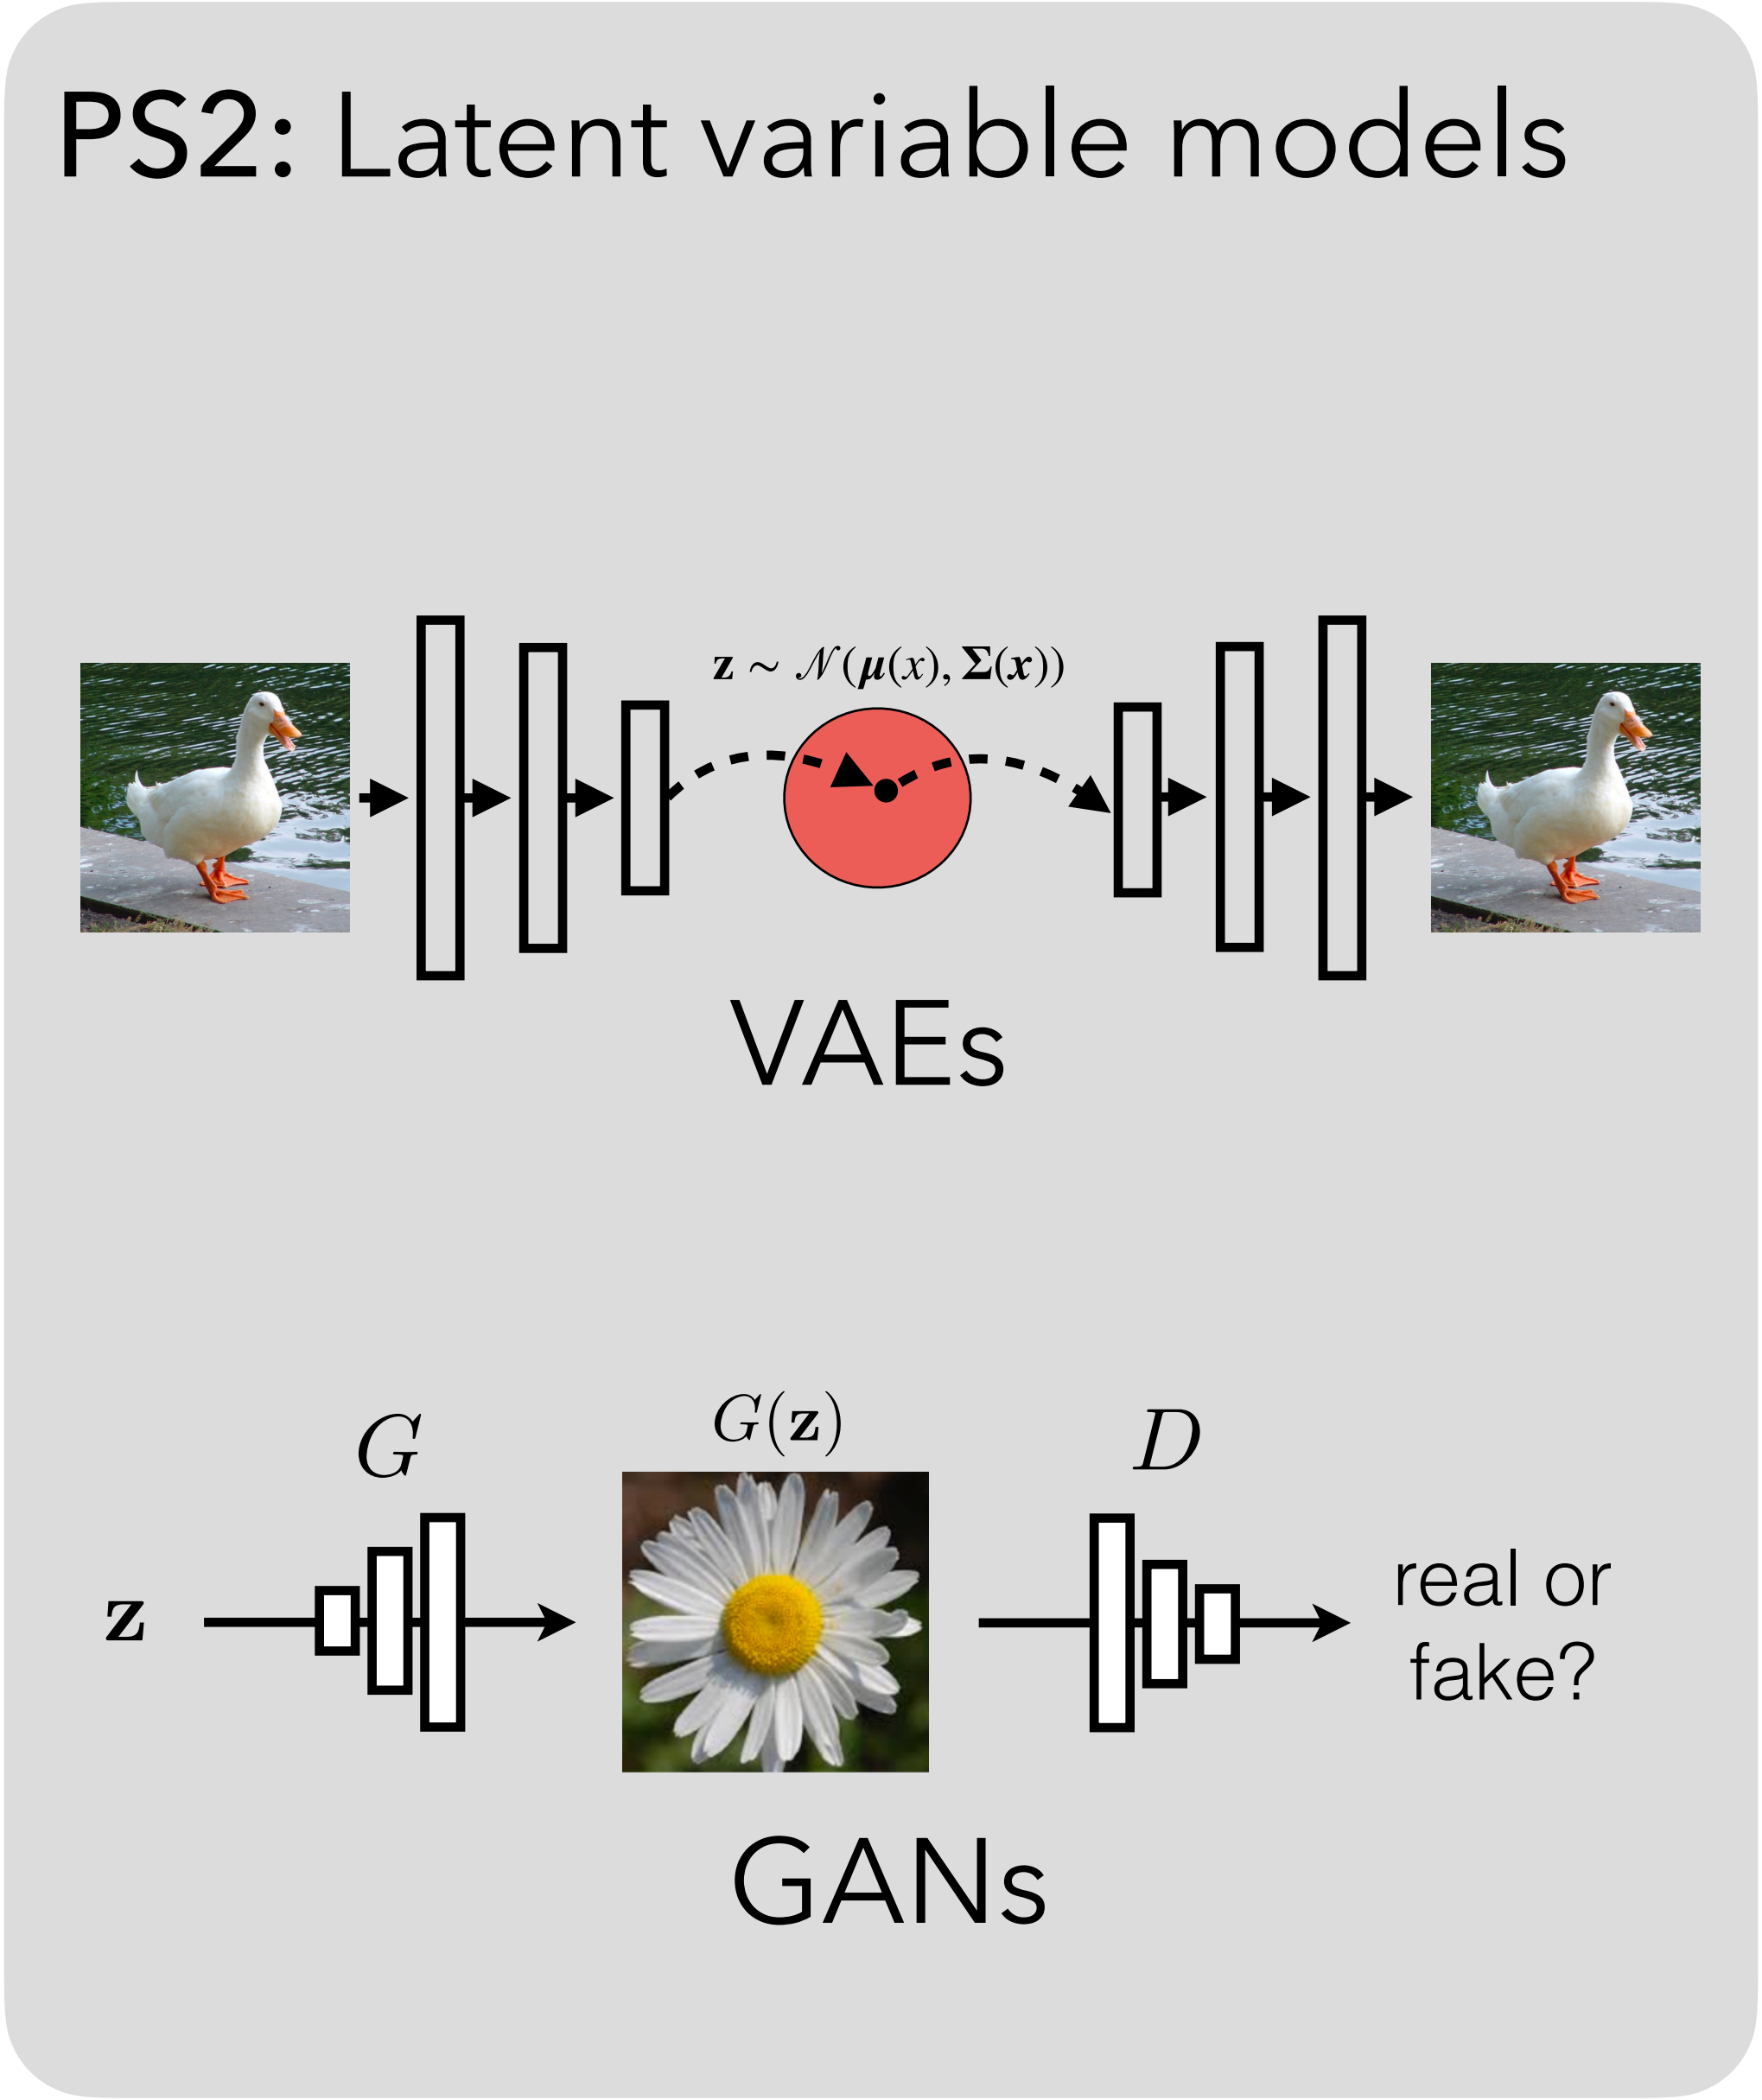 PS2: Latent variable models
z ∼ 𝒩(μ(x), Σ(x))
VAEs
G
G(z)
D
z
real or
fake?
GANs